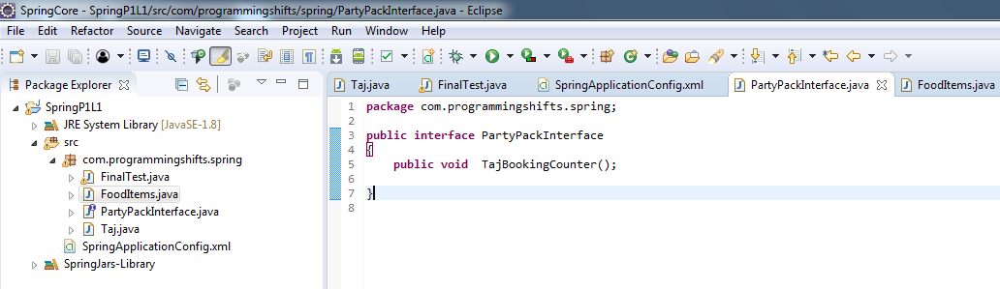 SpringCore - SpringP1L1/src/com/programmingshifts/spring/PartyPackInterface.java - Eclipse
File Edit Refactor Source Navigate Search Project Run Window Help
Package Explorer
Taj.java FinalTest.java SpringApplicationConfig.xml PartyPackInterface.java FoodItems.java
SpringP1L1
JRE System Library [JavaSE-1.8]
src
com.programmingshifts.spring
FinalTest.java
FoodItems.java
PartyPackInterface.java
Taj.java
SpringApplicationConfig.xml
SpringJars-Library
1 package com.programmingshifts.spring;
2
3 public interface PartyPackInterface
4 {
5 public void  TajBookingCounter();
6
7 }
8